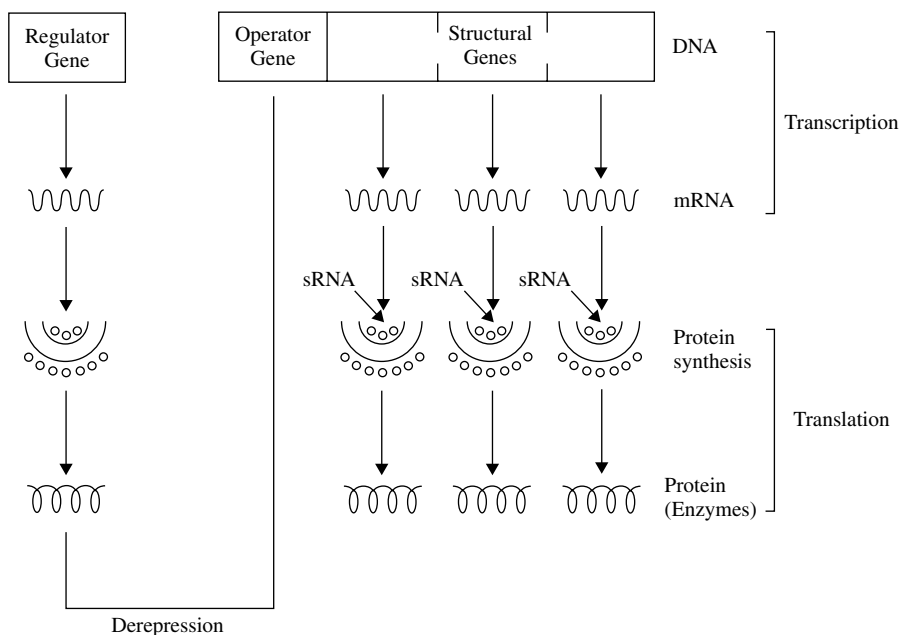 Regulator
Gene
Operator
Gene
Structural
Genes
DNA
Transcription
mRNA
sRNA
sRNA
sRNA
Protein
synthesis
Translation
Protein
(Enzymes)
Derepression